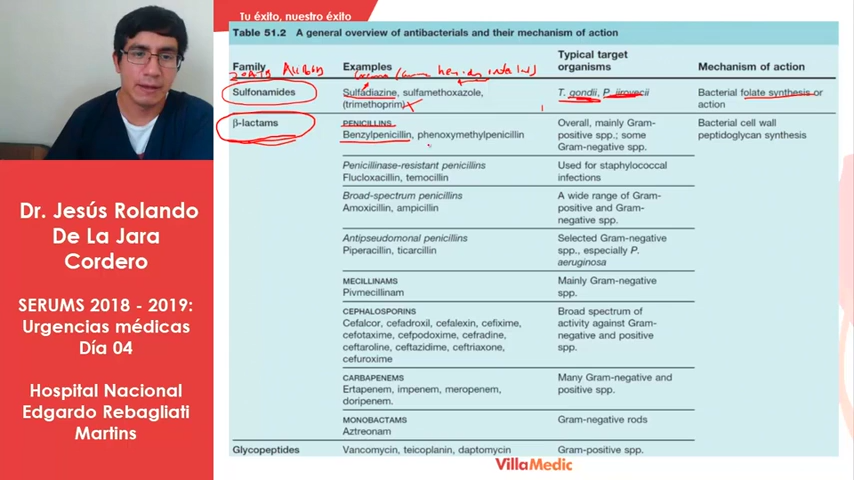 Tu éxito, nuestro éxito
Table 51.2 A general overview of antibacterials and their mechanism of action
Family
Examples
Typical target
organisms
Mechanism of action
Sulfonamides
Sulfadiazine, sulfamethoxazole,
(trimethoprim)
T. gondii, P. jirovecii
Bacterial folate synthesis or
action
β-lactams
PENICILLINS
Benzylpenicillin, phenoxymethylpenicillin
Overall, mainly Gram-
positive spp.; some
Gram-negative spp.
Bacterial cell wall
peptidoglycan synthesis
Penicillinase-resistant penicillins
Flucloxacillin, temocillin
Used for staphylococcal
infections
Broad-spectrum penicillins
Amoxicillin, ampicillin
A wide range of Gram-
positive and Gram-
negative spp.
Antipseudomonal penicillins
Piperacillin, ticarcillin
Selected Gram-negative
spp., especially P.
aeruginosa
MECILLINAMS
Pivmecillinam
Mainly Gram-negative
spp.
CEPHALOSPORINS
Cefalcor, cefadroxil, cefalexin, cefixime,
cefotaxime, cefpodoxime, cefradine,
ceftaroline, ceftazidime, ceftriaxone,
cefuroxime
Broad spectrum of
activity against Gram-
negative and positive
spp.
CARBAPENEMS
Ertapenem, impenem, meropenem,
doripenem.
Many Gram-negative and
positive spp.
MONOBACTAMS
Aztreonam
Gram-negative rods
Glycopeptides
Vancomycin, teicoplanin, daptomycin
Gram-positive spp.
Dr. Jesús Rolando
De La Jara
Cordero
SERUMS 2018 - 2019:
Urgencias médicas
Día 04
Hospital Nacional
Edgardo Rebagliati
Martins
VillaMedic